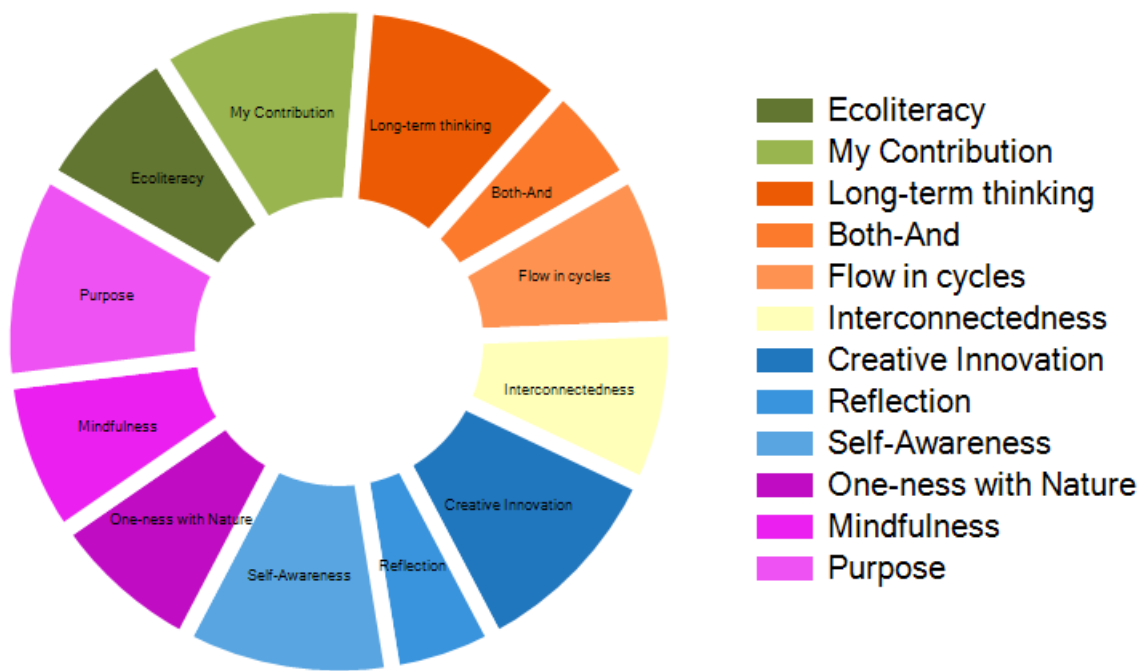 My Contribution
Long-term thinking
Ecoliteracy
Both-And
Flow in cycles
Purpose
Interconnectedness
Mindfulness
Creative Innovation
One-ness with Nature
Reflection
Self-Awareness
Ecoliteracy
My Contribution
Long-term thinking
Both-And
Flow in cycles
Interconnectedness
Creative Innovation
Reflection
Self-Awareness
One-ness with Nature
Mindfulness
Purpose